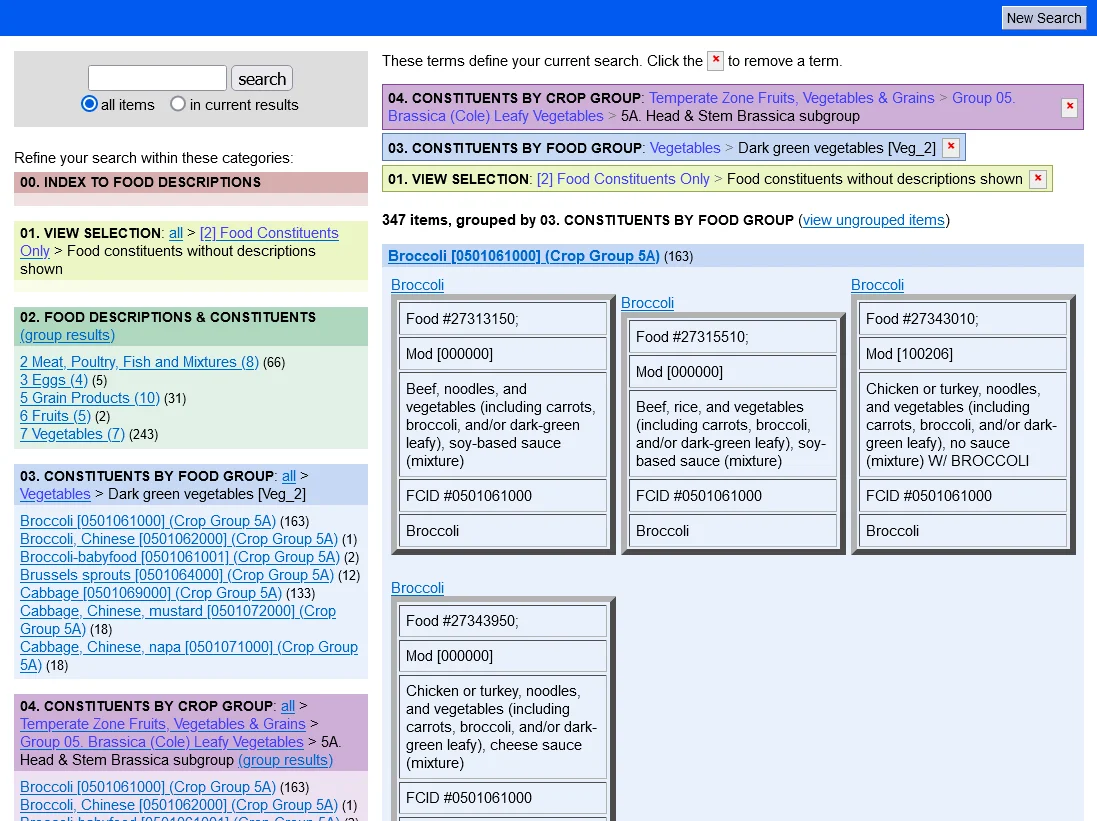 New Search
search
all items
in current results
Refine your search within these categories:
00. INDEX TO FOOD DESCRIPTIONS
01. VIEW SELECTION: all > [2] Food Constituents
Only > Food constituents without descriptions
shown
02. FOOD DESCRIPTIONS & CONSTITUENTS
(group results)
2 Meat, Poultry, Fish and Mixtures (8) (66)
3 Eggs (4) (5)
5 Grain Products (10) (31)
6 Fruits (5) (2)
7 Vegetables (7) (243)
03. CONSTITUENTS BY FOOD GROUP: all >
Vegetables > Dark green vegetables [Veg_2]
Broccoli [0501061000] (Crop Group 5A) (163)
Broccoli, Chinese [0501062000] (Crop Group 5A) (1)
Broccoli-babyfood [0501061001] (Crop Group 5A) (2)
Brussels sprouts [0501064000] (Crop Group 5A) (12)
Cabbage [0501069000] (Crop Group 5A) (133)
Cabbage, Chinese, mustard [0501072000] (Crop
Group 5A) (18)
Cabbage, Chinese, napa [0501071000] (Crop Group
5A) (18)
04. CONSTITUENTS BY CROP GROUP: all >
Temperate Zone Fruits, Vegetables & Grains >
Group 05. Brassica (Cole) Leafy Vegetables > 5A.
Head & Stem Brassica subgroup (group results)
Broccoli [0501061000] (Crop Group 5A) (163)
Broccoli, Chinese [0501062000] (Crop Group 5A) (1)
These terms define your current search. Click the × to remove a term.
04. CONSTITUENTS BY CROP GROUP: Temperate Zone Fruits, Vegetables & Grains > Group 05.
Brassica (Cole) Leafy Vegetables > 5A. Head & Stem Brassica subgroup
03. CONSTITUENTS BY FOOD GROUP: Vegetables > Dark green vegetables [Veg_2]
01. VIEW SELECTION: [2] Food Constituents Only > Food constituents without descriptions shown
347 items, grouped by 03. CONSTITUENTS BY FOOD GROUP (view ungrouped items)
Broccoli [0501061000] (Crop Group 5A) (163)
Broccoli
Food #27313150;
Mod [000000]
Beef, noodles, and
vegetables (including carrots,
broccoli, and/or dark-green
leafy), soy-based sauce
(mixture)
FCID #0501061000
Broccoli
Broccoli
Food #27315510;
Mod [000000]
Beef, rice, and vegetables
(including carrots, broccoli,
and/or dark-green leafy), soy-
based sauce (mixture)
FCID #0501061000
Broccoli
Broccoli
Food #27343010;
Mod [100206]
Chicken or turkey, noodles,
and vegetables (including
carrots, broccoli, and/or dark-
green leafy), no sauce
(mixture) W/ BROCCOLI
FCID #0501061000
Broccoli
Broccoli
Food #27343950;
Mod [000000]
Chicken or turkey, noodles,
and vegetables (including
carrots, broccoli, and/or dark-
green leafy), cheese sauce
(mixture)
FCID #0501061000